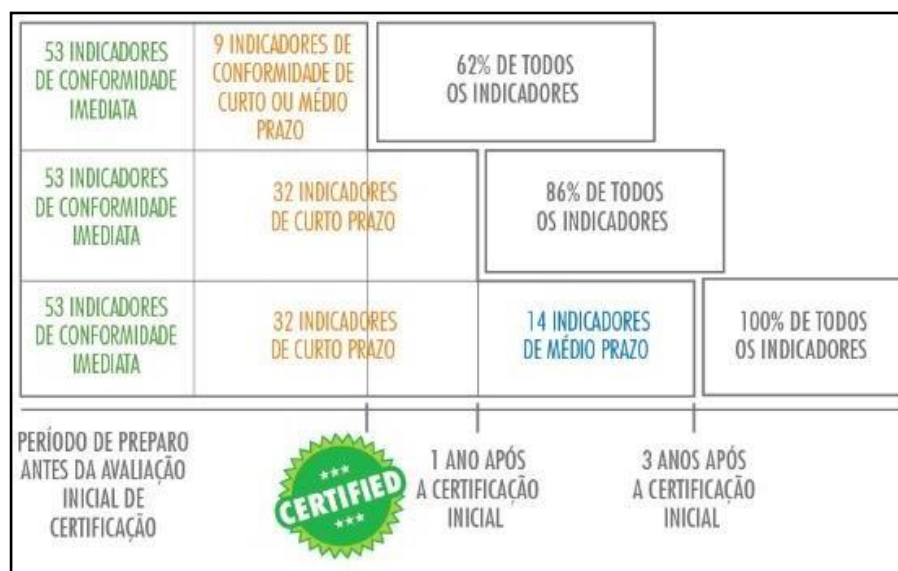 53 INDICADORES
DE CONFORMIDADE
IMEDIATA
9 INDICADORES DE
CONFORMIDADE DE
CURTO OU MÉDIO
PRAZO
62% DE TODOS
OS INDICADORES
53 INDICADORES
DE CONFORMIDADE
IMEDIATA
32 INDICADORES
DE CURTO PRAZO
86% DE TODOS
OS INDICADORES
53 INDICADORES
DE CONFORMIDADE
IMEDIATA
32 INDICADORES
DE CURTO PRAZO
14 INDICADORES
DE MÉDIO PRAZO
100% DE TODOS
OS INDICADORES
PERÍODO DE PREPARO
ANTES DA AVALIAÇÃO
INICIAL DE
CERTIFICAÇÃO
CERTIFIED
1 ANO APÓS
A CERTIFICAÇÃO
INICIAL
3 ANOS APÓS
A CERTIFICAÇÃO
INICIAL